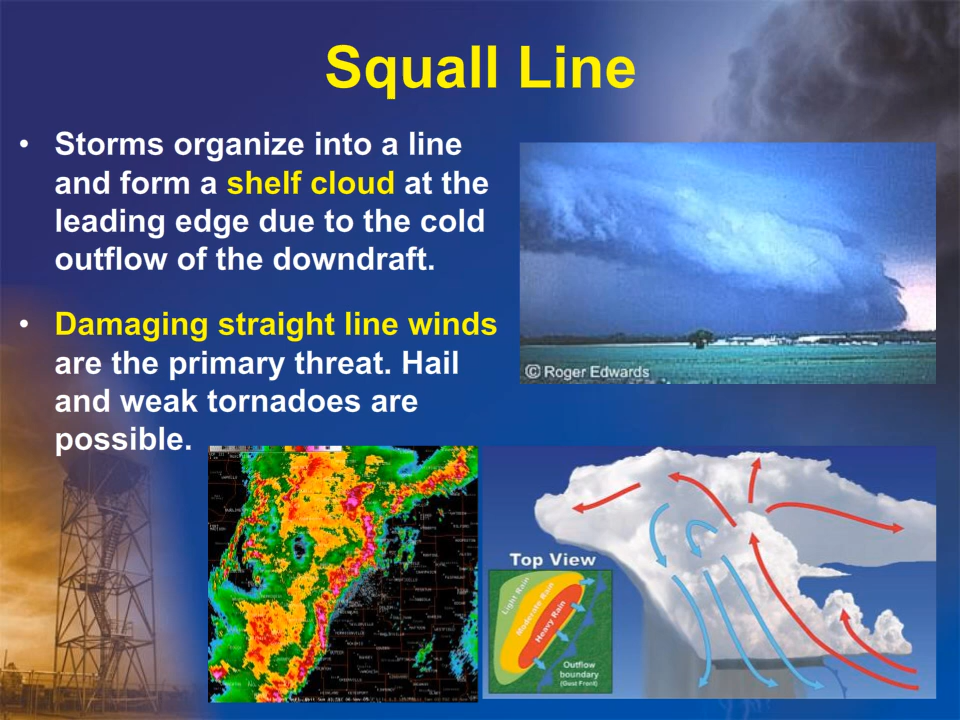 Squall Line
• Storms organize into a line
and form a shelf cloud at the
leading edge due to the cold
outflow of the downdraft.
• Damaging straight line winds
are the primary threat. Hail
and weak tornadoes are
possible.
© Roger Edwards
Top View
Light Rain
Moderate Rain
Heavy Rain
Outflow
boundary
(Gust Front)